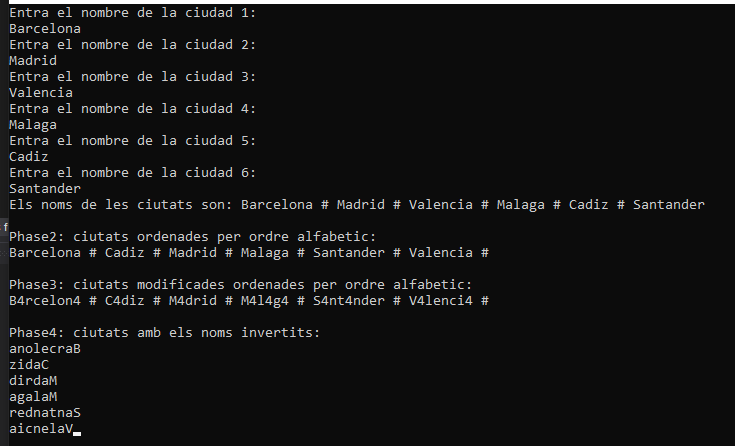 Entra el nombre de la ciudad 1:
Barcelona
Entra el nombre de la ciudad 2:
Madrid
Entra el nombre de la ciudad 3:
Valencia
Entra el nombre de la ciudad 4:
Malaga
Entra el nombre de la ciudad 5:
Cadiz
Entra el nombre de la ciudad 6:
Santander
Els noms de les ciutats son: Barcelona # Madrid # Valencia # Malaga # Cadiz # Santander
Phase2: ciutats ordenades per ordre alfabetic:
Barcelona # Cadiz # Madrid # Malaga # Santander # Valencia #
Phase3: ciutats modificades ordenades per ordre alfabetic:
B4rcelon4 # C4diz # M4drid # M4l4g4 # S4nt4nder # V4lenci4 #
Phase4: ciutats amb els noms invertits:
anolecraB
zidaC
dirdaM
agalaM
rednatnaS
aicnelaV